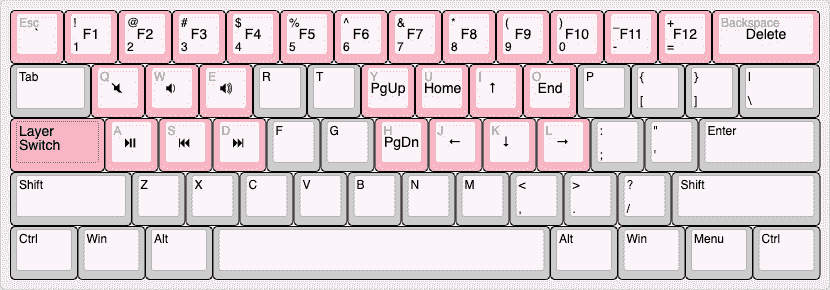 Esc ! @ # $ % ^ & * ( ) _ + Backspace
` F1 F2 F3 F4 F5 F6 F7 F8 F9 F10 F11 F12 Delete
1 2 3 4 5 6 7 8 9 0 - =
Tab Q W E R T Y U I O P { } |
PgUp Home ↑ End
[ ] \
Layer A S D F G H J K L : " Enter
Switch PgDn ← ↓ →
; '
Shift Z X C V B N M < > ? Shift
, . /
Ctrl Win Alt Alt Win Menu Ctrl